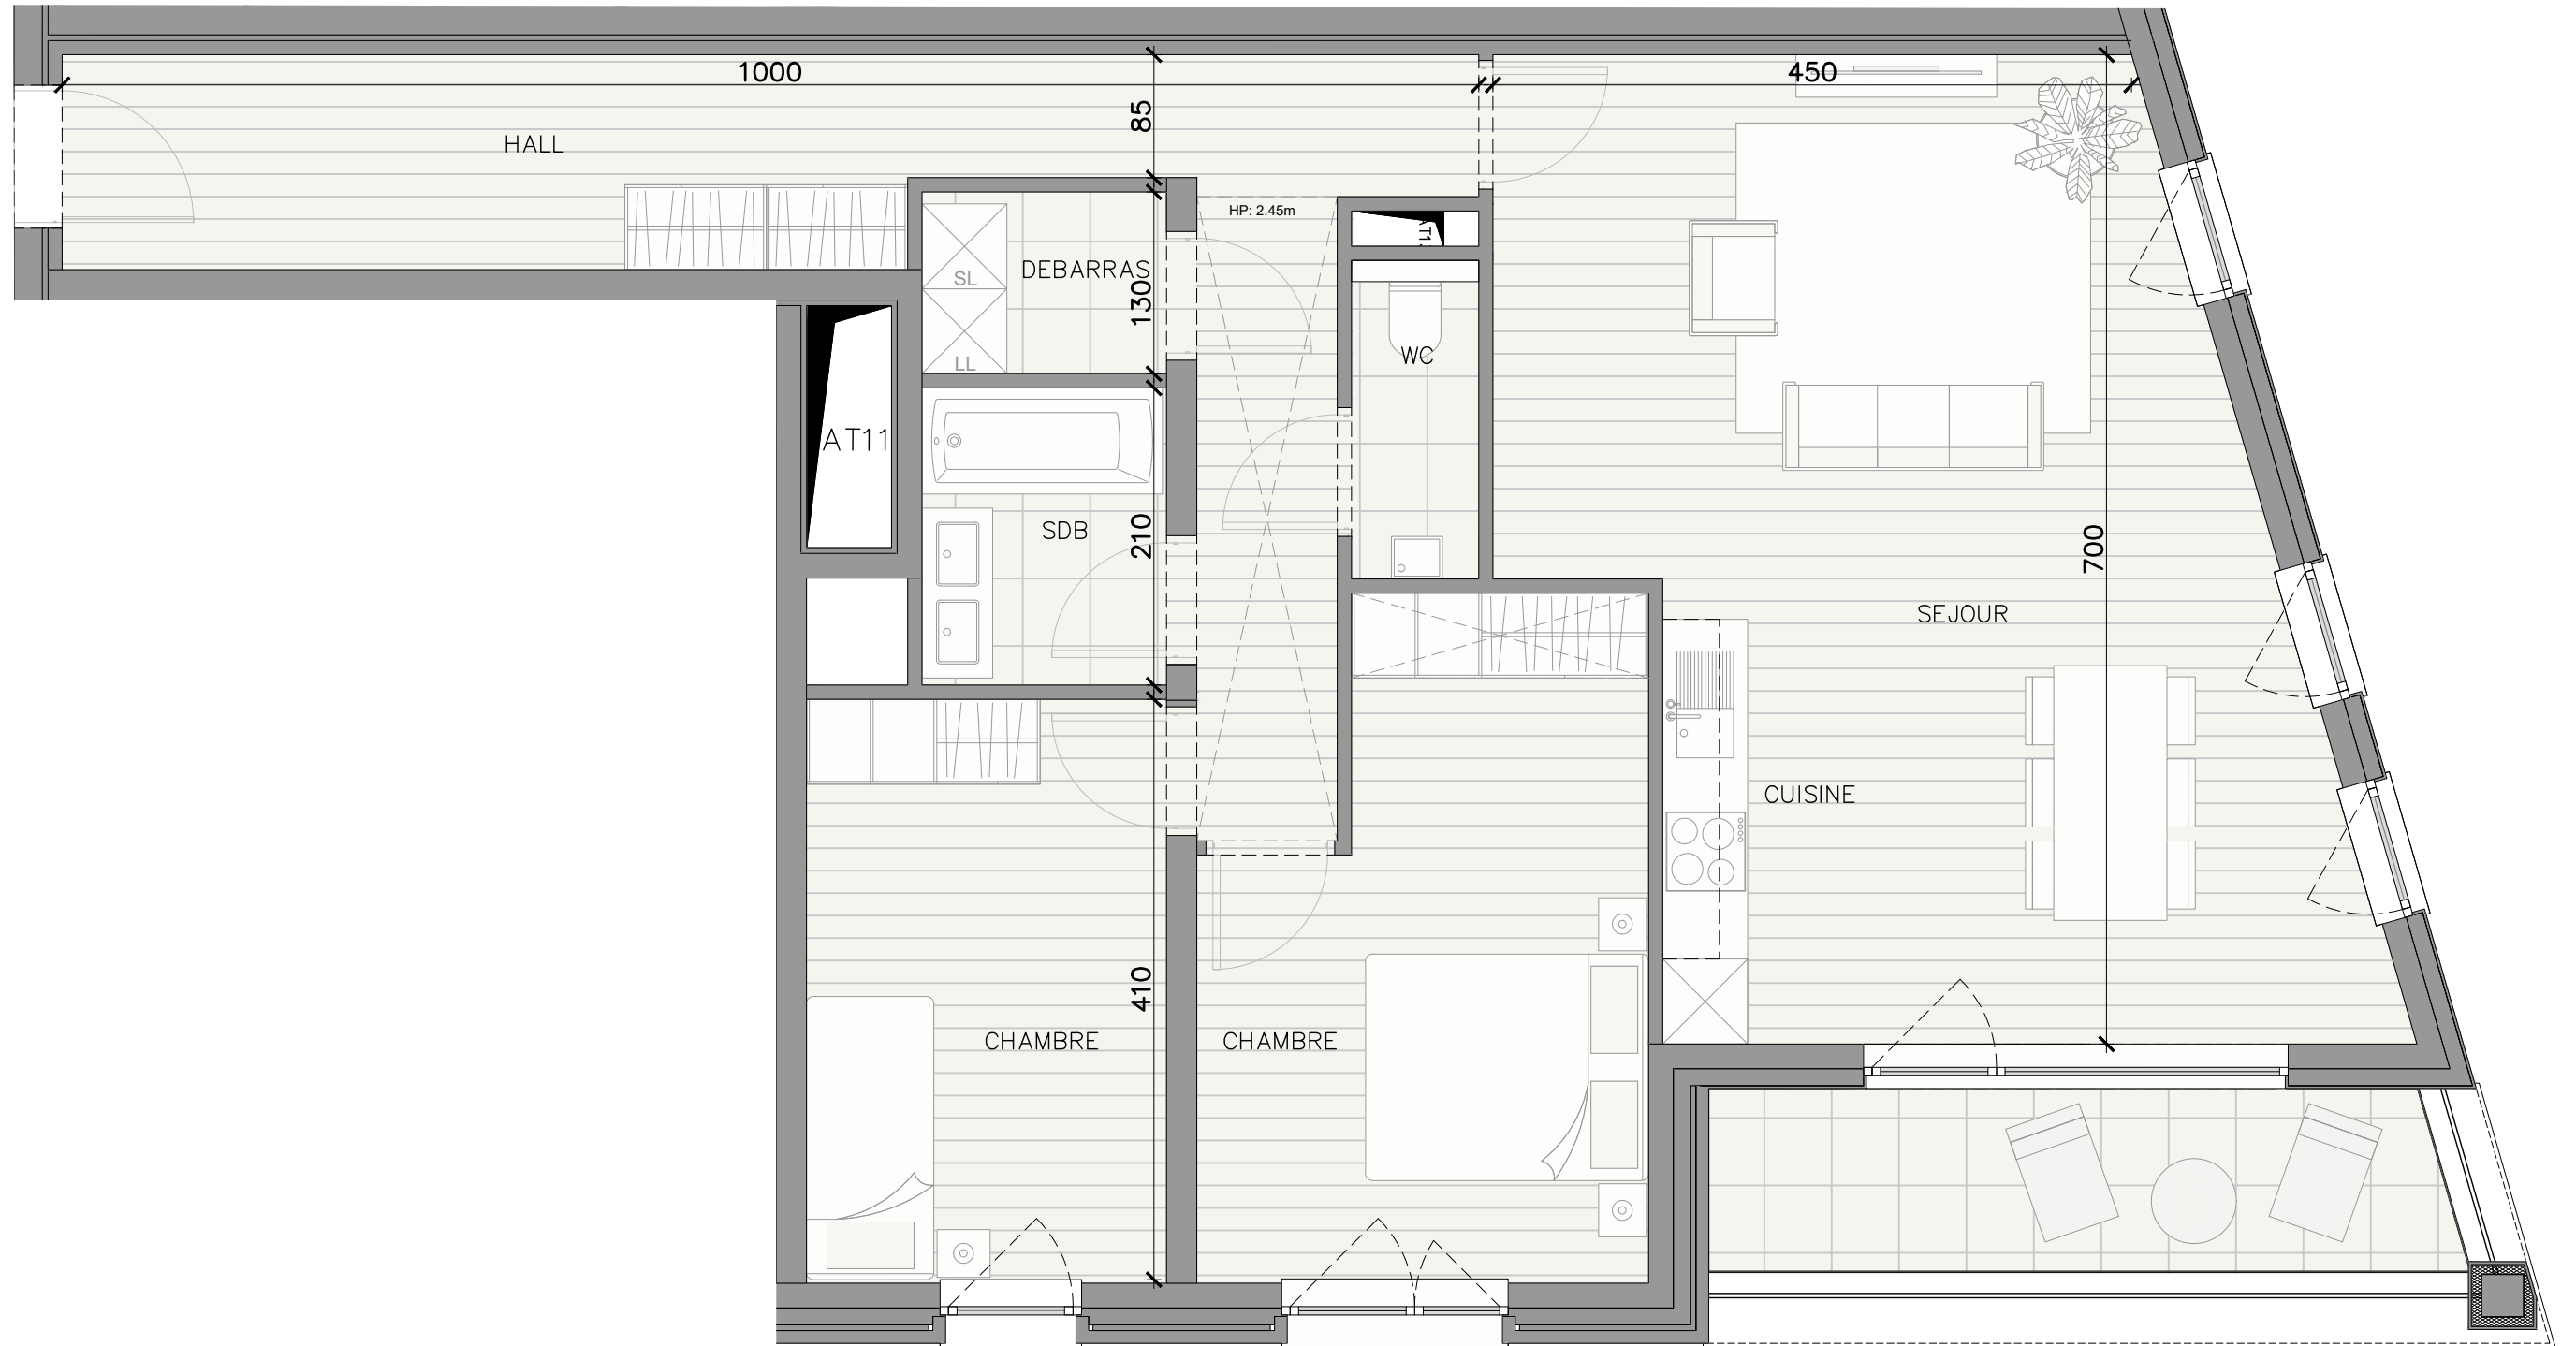 1000
450
85
HALL
HP: 2.45m
DEBARRAS
SL
130
LL
WC
AT11
SDB
210
700
SEJOUR
CUISINE
410
CHAMBRE
CHAMBRE